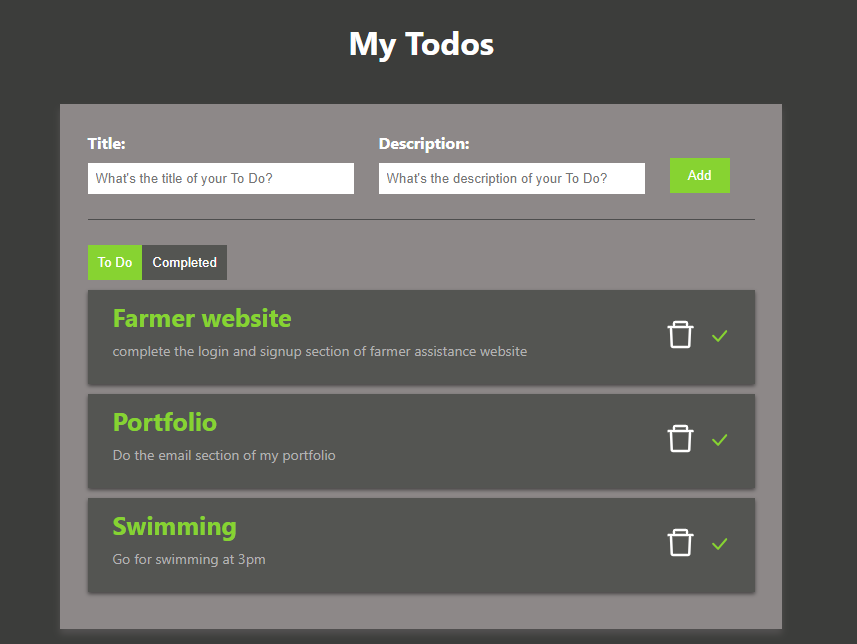 My Todos
Title:
Description:
What's the title of your To Do?
What's the description of your To Do?
Add
To Do
Completed
Farmer website
complete the login and signup section of farmer assistance website
Portfolio
Do the email section of my portfolio
Swimming
Go for swimming at 3pm